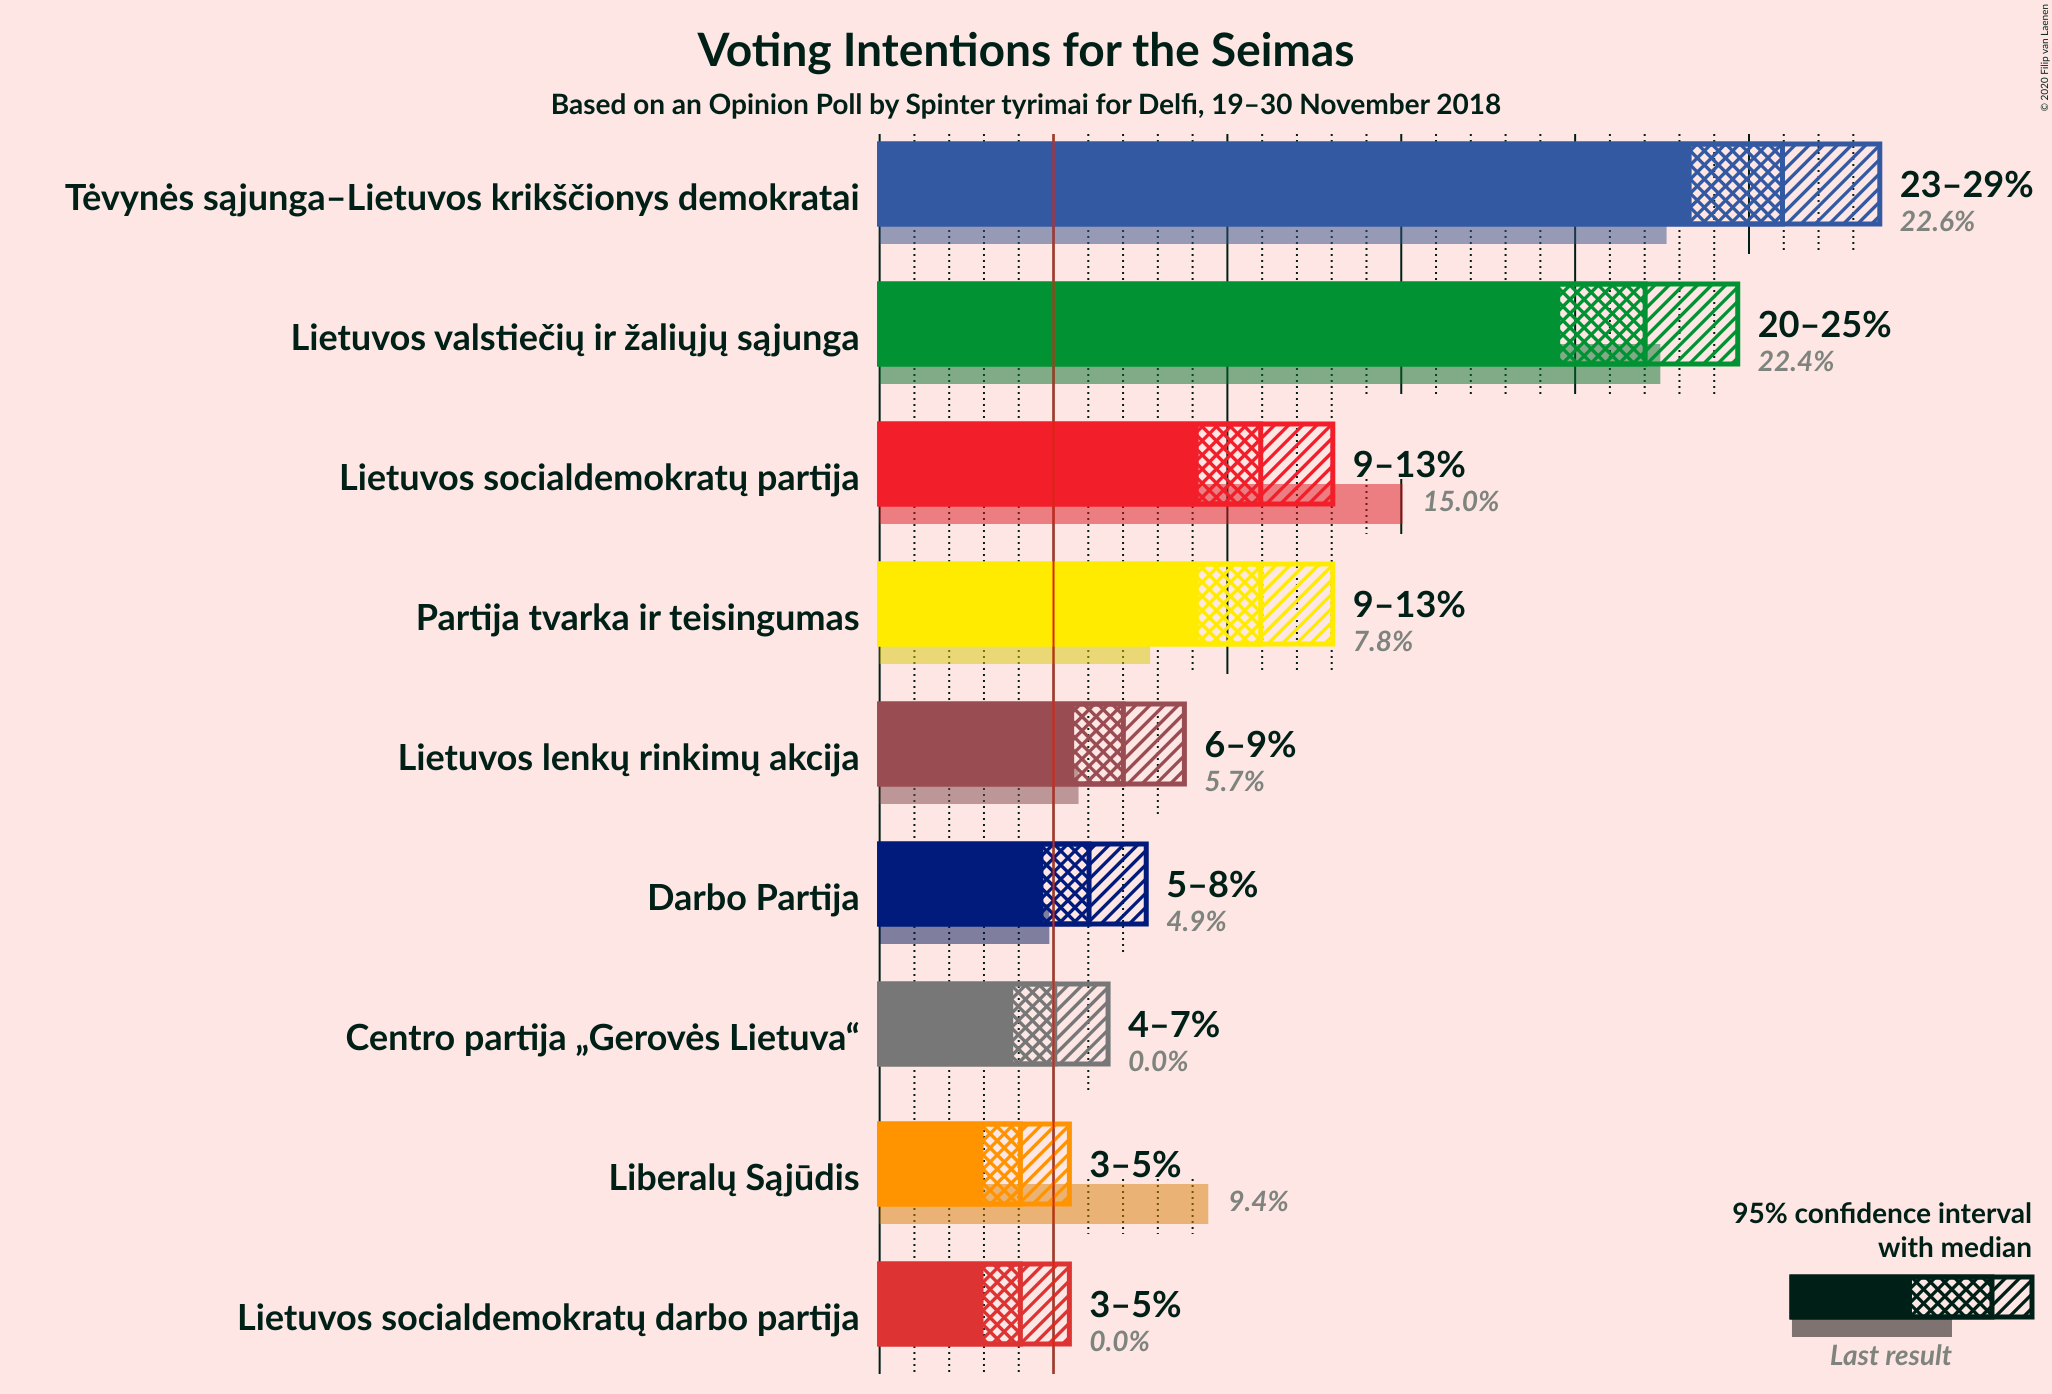 Voting Intentions for the Seimas
Based on an Opinion Poll by Spinter tyrimai for Delfi, 19–30 November 2018
© 2020 Filip van Laenen
Tėvynės sąjunga–Lietuvos krikščionys demokratai
23–29%
22.6%
Lietuvos valstiečių ir žaliųjų sąjunga
20–25%
22.4%
Lietuvos socialdemokratų partija
9–13%
15.0%
Partija tvarka ir teisingumas
9–13%
7.8%
Lietuvos lenkų rinkimų akcija
6–9%
5.7%
Darbo Partija
5–8%
4.9%
Centro partija „Gerovės Lietuva“
4–7%
0.0%
Liberalų Sąjūdis
3–5%
9.4%
Lietuvos socialdemokratų darbo partija
3–5%
0.0%
95% confidence interval
with median
Last result